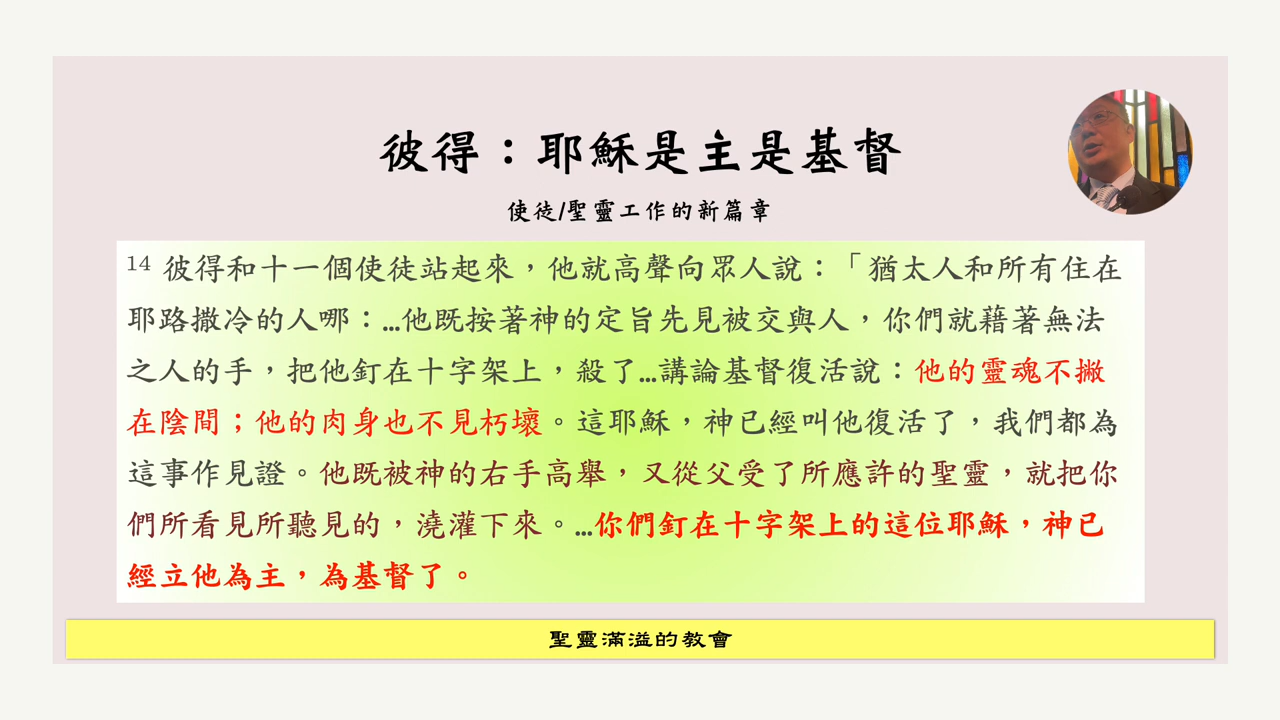 彼得：耶穌是主是基督
使徒/聖靈工作的新篇章
14 彼得和十一個使徒站起來，他就高聲向眾人說：「猶太人和所有住在
耶路撒冷的人哪：…他既按著神的定旨先見被交與人，你們就藉著無法
之人的手，把他釘在十字架上，殺了…講論基督復活說：他的靈魂不撇
在陰間；他的肉身也不見朽壞。這耶穌，神已經叫他復活了，我們都為
這事作見證。他既被神的右手高舉，又從父受了所應許的聖靈，就把你
們所看見所聽見的，澆灌下來。…你們釘在十字架上的這位耶穌，神已
經立他為主，為基督了。
聖靈滿溢的教會